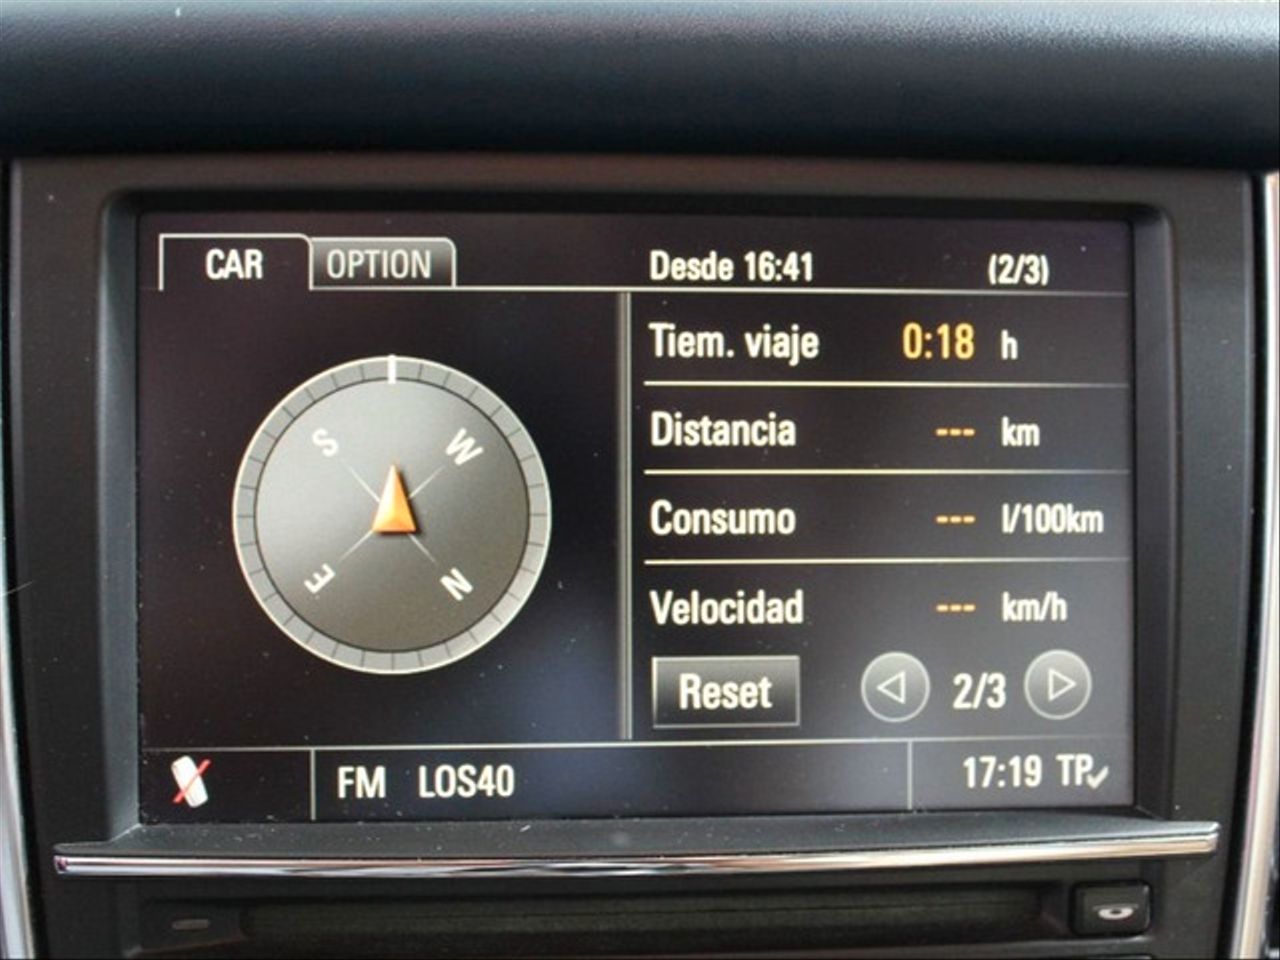 CAR OPTION Desde 16:41 (2/3)
Tiem. viaje 0:18 h
Distancia --- km
Consumo --- l/100km
Velocidad --- km/h
S W
E N
Reset 2/3
FM LOS40 17:19 TP